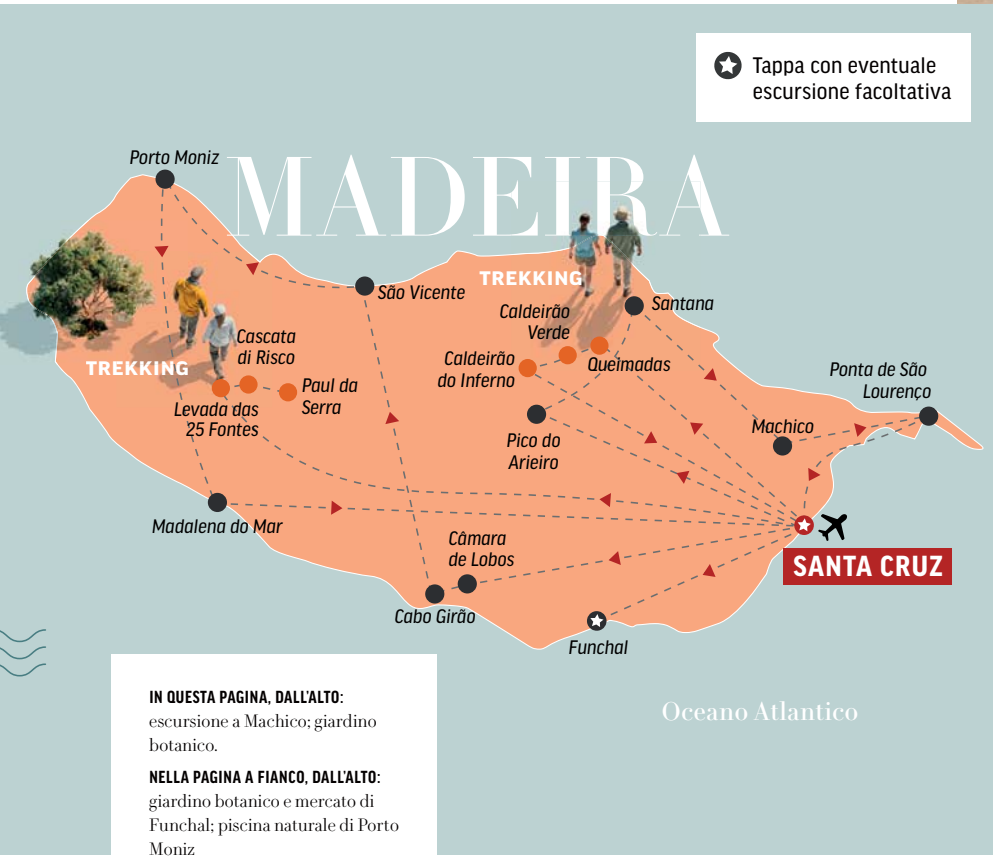 Tappa con eventuale
escursione facoltativa
MADEIRA
Porto Moniz
São Vicente
TREKKING
Santana
Caldeirão
Verde
Queimadas
Caldeirão
do Inferno
Cascata
di Risco
TREKKING
Paul da
Serra
Levada das
25 Fontes
Ponta de São
Lourenço
Machico
Pico do
Arieiro
Madalena do Mar
Câmara
de Lobos
SANTA CRUZ
Cabo Girão
Funchal
Oceano Atlantico
IN QUESTA PAGINA, DALL'ALTO:
escursione a Machico; giardino
botanico.
NELLA PAGINA A FIANCO, DALL'ALTO:
giardino botanico e mercato di
Funchal; piscina naturale di Porto
Moniz